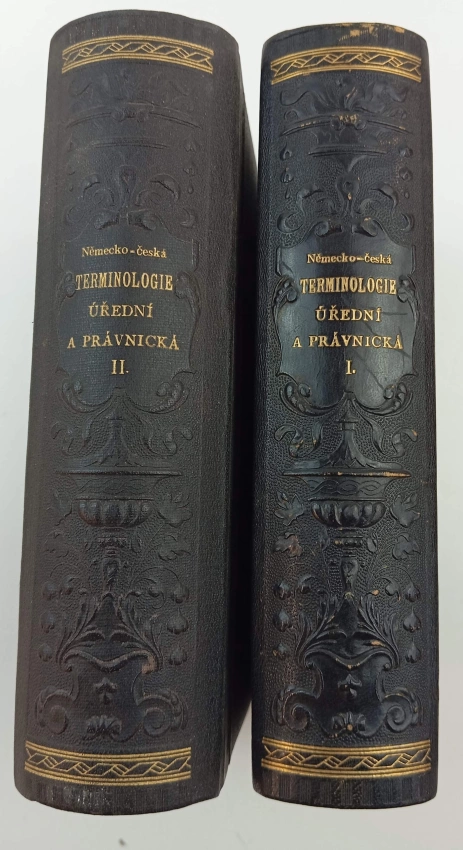 Německo-česká
TERMINOLOGIE
ÚŘEDNÍ
A PRÁVNICKÁ
II.
Německo-česká
TERMINOLOGIE
ÚŘEDNÍ
A PRÁVNICKÁ
I.